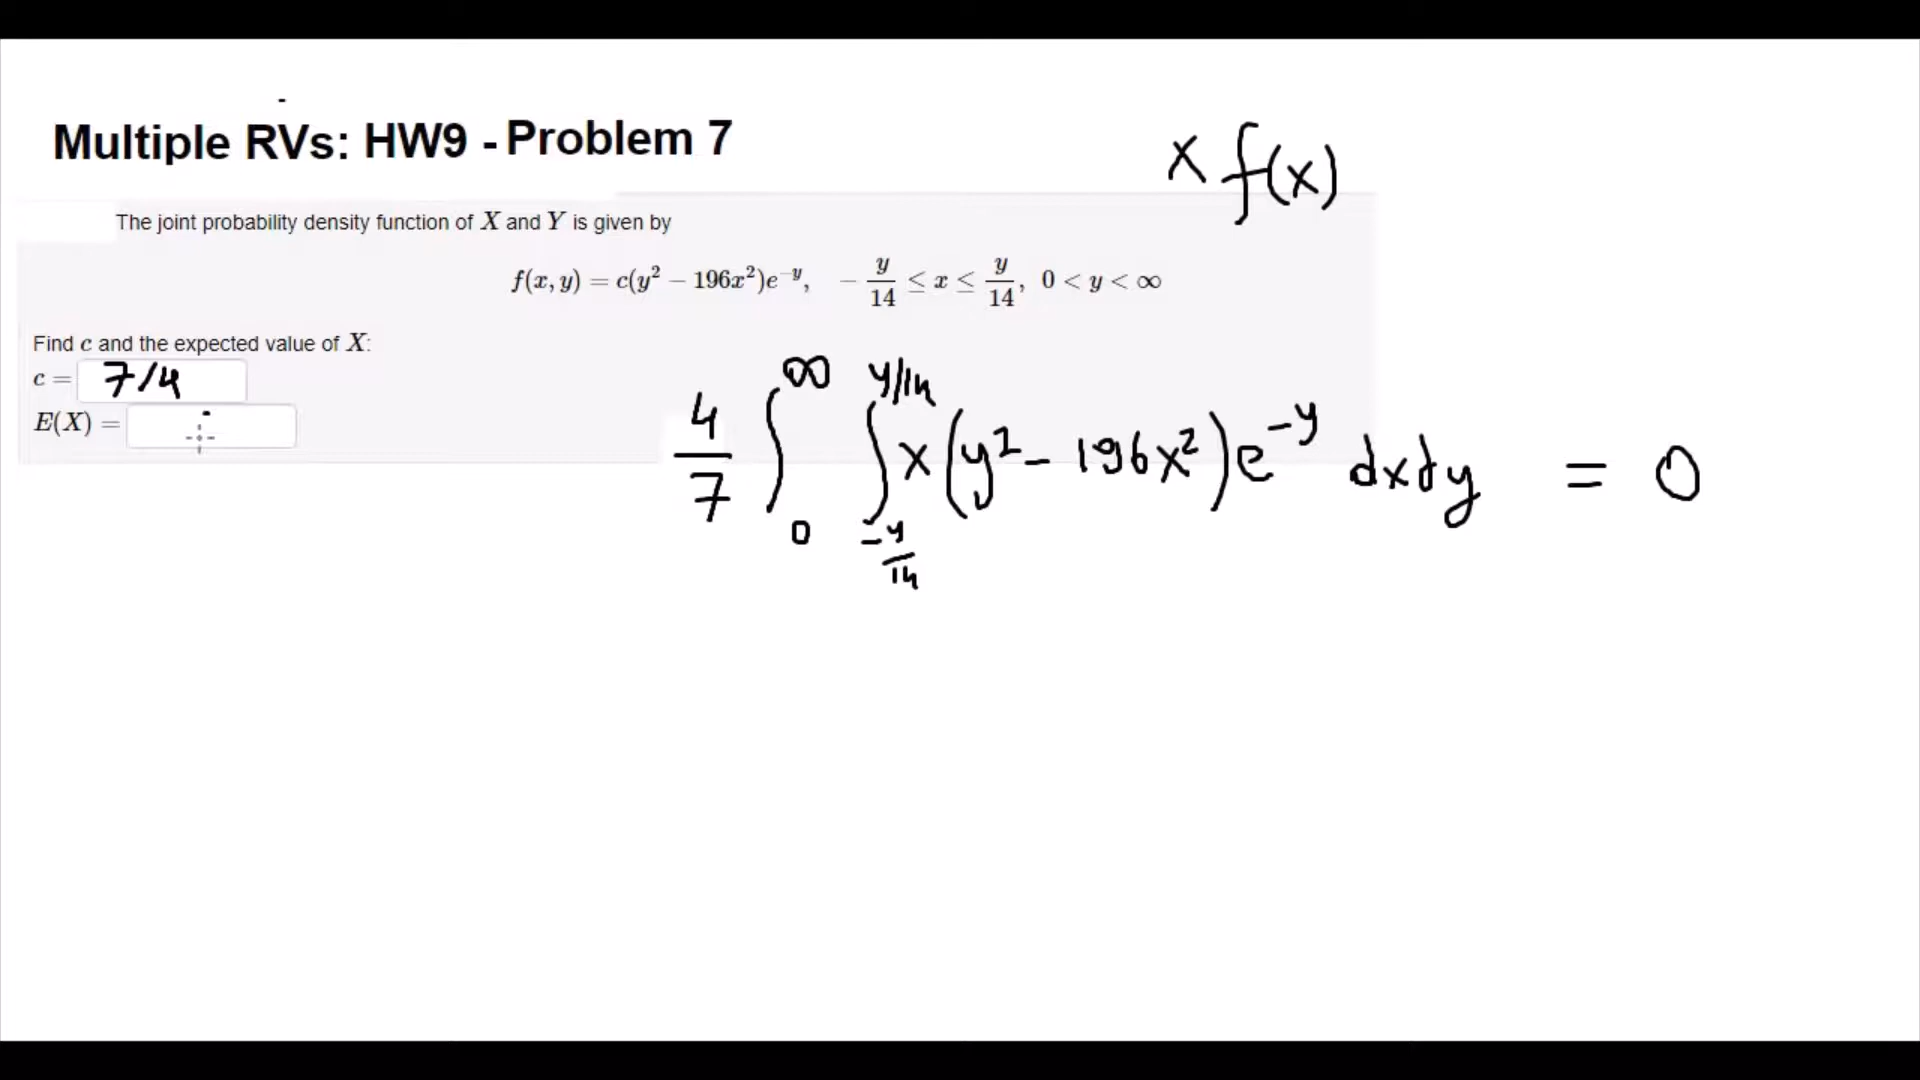 Multiple RVs: HW9 - Problem 7
x f(x)
The joint probability density function of X and Y is given by
f(x, y) = c(y² − 196x²)e⁻ʸ, − y/14 ≤ x ≤ y/14, 0 < y < ∞
Find c and the expected value of X:
c = 7/4
E(X) =
4/7 ∫₀^∞ ∫_{-y/14}^{y/14} x(y² − 196x²)e^{−y} dxdy = 0